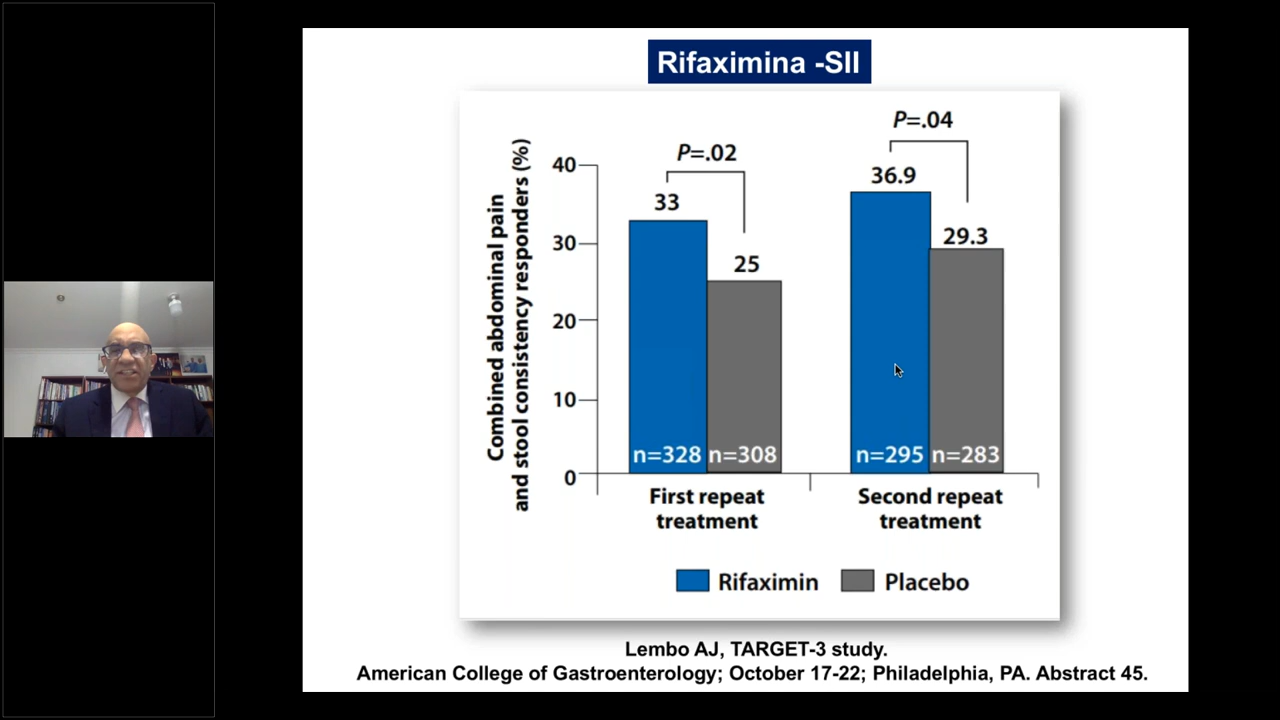 Rifaximina -SII
P=.04
P=.02
36.9
33
29.3
25
40
30
20
10
0
Combined abdominal pain
and stool consistency responders (%)
n=328
n=308
n=295
n=283
First repeat
treatment
Second repeat
treatment
Rifaximin
Placebo
Lembo AJ, TARGET-3 study.
American College of Gastroenterology; October 17-22; Philadelphia, PA. Abstract 45.